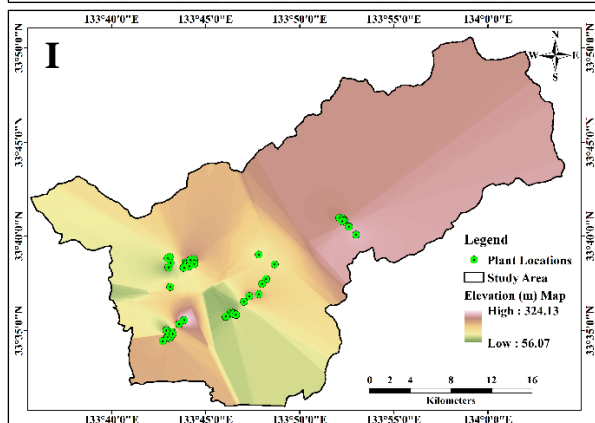 133°40'0"E 133°45'0"E 133°50'0"E 133°55'0"E 134°0'0"E
I
N
W E
S
33°50'0"N 33°50'0"N
33°45'0"N 33°45'0"N
33°40'0"N 33°40'0"N
33°35'0"N 33°35'0"N
Legend
Plant Locations
Study Area
Elevation (m) Map
High : 324.13
Low : 56.07
0 2 4 8 12 16
Kilometers
133°40'0"E 133°45'0"E 133°50'0"E 133°55'0"E 134°0'0"E